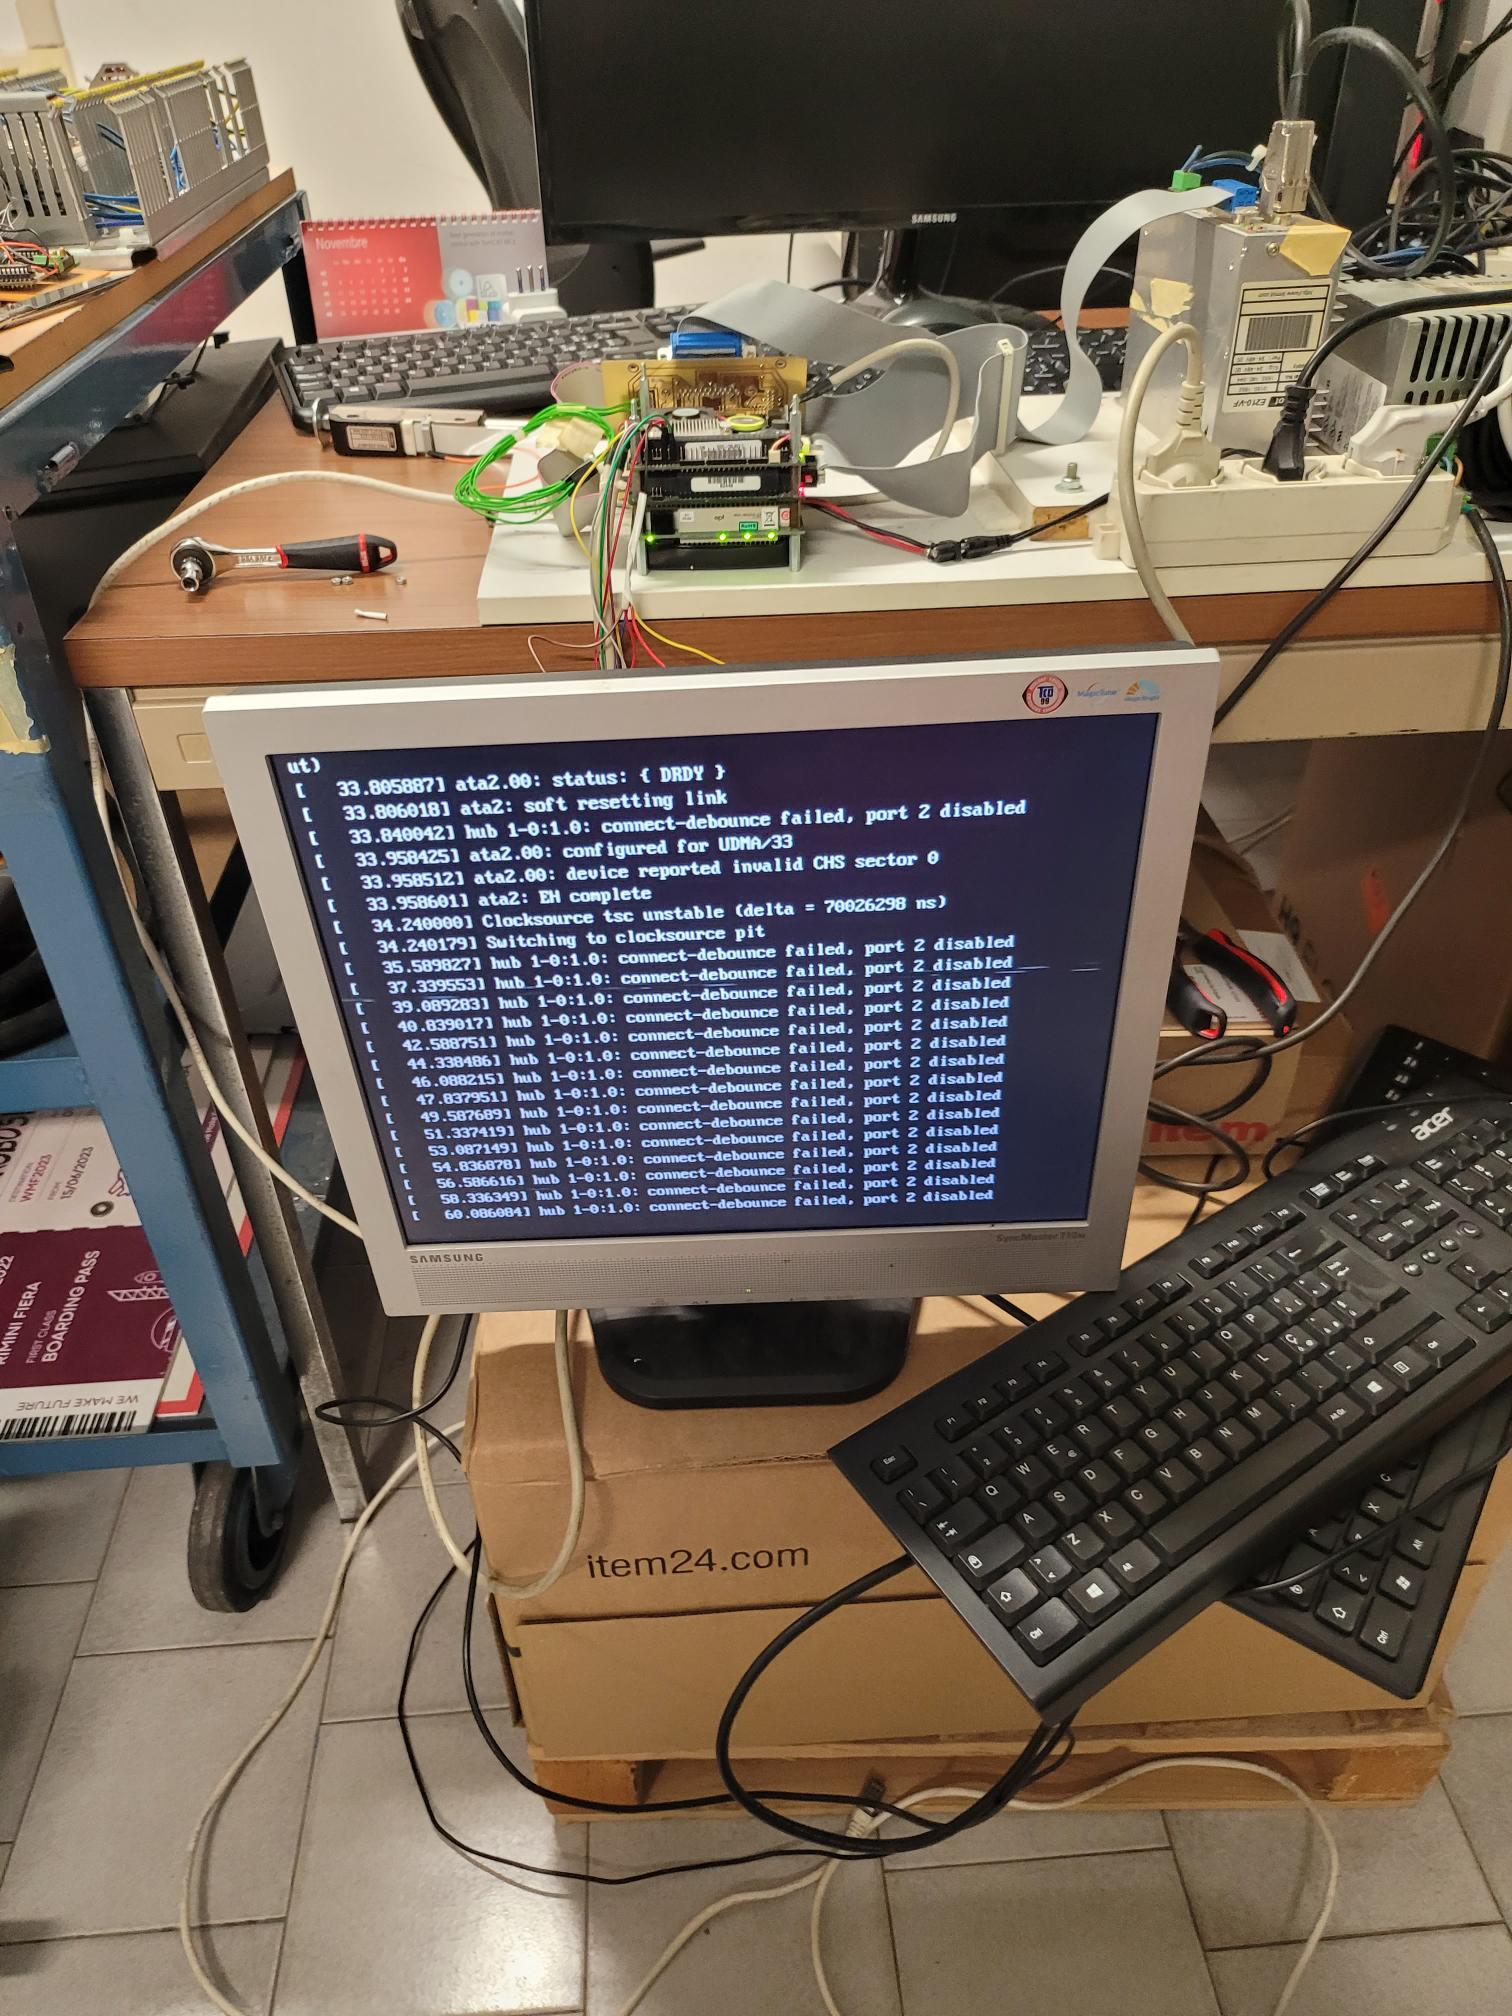 Novembre
SAMSUNG
E210-VF
RoHS
TCO
99
MagicTune
MagicBright
ut)
[ 33.805887] ata2.00: status: { DRDY }
[ 33.806018] ata2: soft resetting link
[ 33.840042] hub 1-0:1.0: connect-debounce failed, port 2 disabled
[ 33.958425] ata2.00: configured for UDMA/33
[ 33.958512] ata2.00: device reported invalid CHS sector 0
[ 33.958601] ata2: EH complete
[ 34.240000] Clocksource tsc unstable (delta = 70026298 ns)
[ 34.240179] Switching to clocksource pit
[ 35.589827] hub 1-0:1.0: connect-debounce failed, port 2 disabled
[ 37.339553] hub 1-0:1.0: connect-debounce failed, port 2 disabled
[ 39.089283] hub 1-0:1.0: connect-debounce failed, port 2 disabled
[ 40.839017] hub 1-0:1.0: connect-debounce failed, port 2 disabled
[ 42.588751] hub 1-0:1.0: connect-debounce failed, port 2 disabled
[ 44.338486] hub 1-0:1.0: connect-debounce failed, port 2 disabled
[ 46.088215] hub 1-0:1.0: connect-debounce failed, port 2 disabled
[ 47.837951] hub 1-0:1.0: connect-debounce failed, port 2 disabled
[ 49.587689] hub 1-0:1.0: connect-debounce failed, port 2 disabled
[ 51.337419] hub 1-0:1.0: connect-debounce failed, port 2 disabled
[ 53.087149] hub 1-0:1.0: connect-debounce failed, port 2 disabled
[ 54.836878] hub 1-0:1.0: connect-debounce failed, port 2 disabled
[ 56.586616] hub 1-0:1.0: connect-debounce failed, port 2 disabled
[ 58.336349] hub 1-0:1.0: connect-debounce failed, port 2 disabled
[ 60.086084] hub 1-0:1.0: connect-debounce failed, port 2 disabled
SAMSUNG
SyncMaster 710N
acer
item
DESTINATION
WMF2023
FROM
15/06/2023
RIMINI FIERA
FIRST CLASS
BOARDING PASS
WE MAKE FUTURE
item24.com